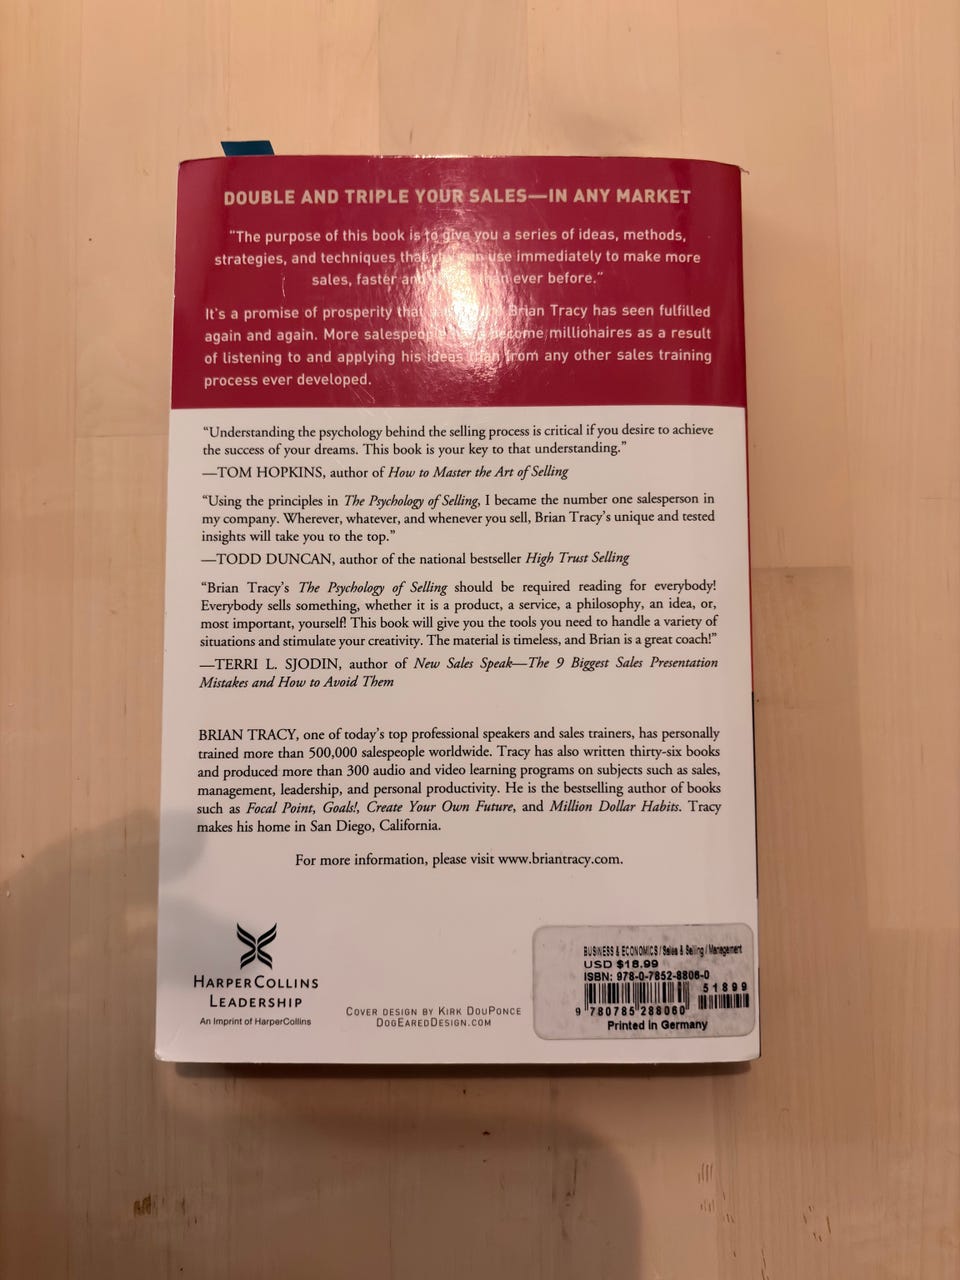 DOUBLE AND TRIPLE YOUR SALES—IN ANY MARKET
"The purpose of this book is to give you a series of ideas, methods,
strategies, and techniques that use immediately to make more
sales, faster and than ever before."
It's a promise of prosperity that Brian Tracy has seen fulfilled
again and again. More salespeople become millionaires as a result
of listening to and applying his ideas than from any other sales training
process ever developed.
“Understanding the psychology behind the selling process is critical if you desire to achieve
the success of your dreams. This book is your key to that understanding.”
—TOM HOPKINS, author of How to Master the Art of Selling
“Using the principles in The Psychology of Selling, I became the number one salesperson in
my company. Wherever, whatever, and whenever you sell, Brian Tracy’s unique and tested
insights will take you to the top.”
—TODD DUNCAN, author of the national bestseller High Trust Selling
“Brian Tracy’s The Psychology of Selling should be required reading for everybody!
Everybody sells something, whether it is a product, a service, a philosophy, an idea, or,
most important, yourself! This book will give you the tools you need to handle a variety of
situations and stimulate your creativity. The material is timeless, and Brian is a great coach!”
—TERRI L. SJODIN, author of New Sales Speak—The 9 Biggest Sales Presentation
Mistakes and How to Avoid Them
BRIAN TRACY, one of today’s top professional speakers and sales trainers, has personally
trained more than 500,000 salespeople worldwide. Tracy has also written thirty-six books
and produced more than 300 audio and video learning programs on subjects such as sales,
management, leadership, and personal productivity. He is the bestselling author of books
such as Focal Point, Goals!, Create Your Own Future, and Million Dollar Habits. Tracy
makes his home in San Diego, California.
For more information, please visit www.briantracy.com.
HARPERCOLLINS
LEADERSHIP
An Imprint of HarperCollins
COVER DESIGN BY KIRK DOUPONCE
DOGEAREDDESIGN.COM
BUSINESS & ECONOMICS / Sales & Selling / Management
USD $18.99
ISBN: 978-0-7852-8806-0
51899
9 780785 288060
Printed in Germany